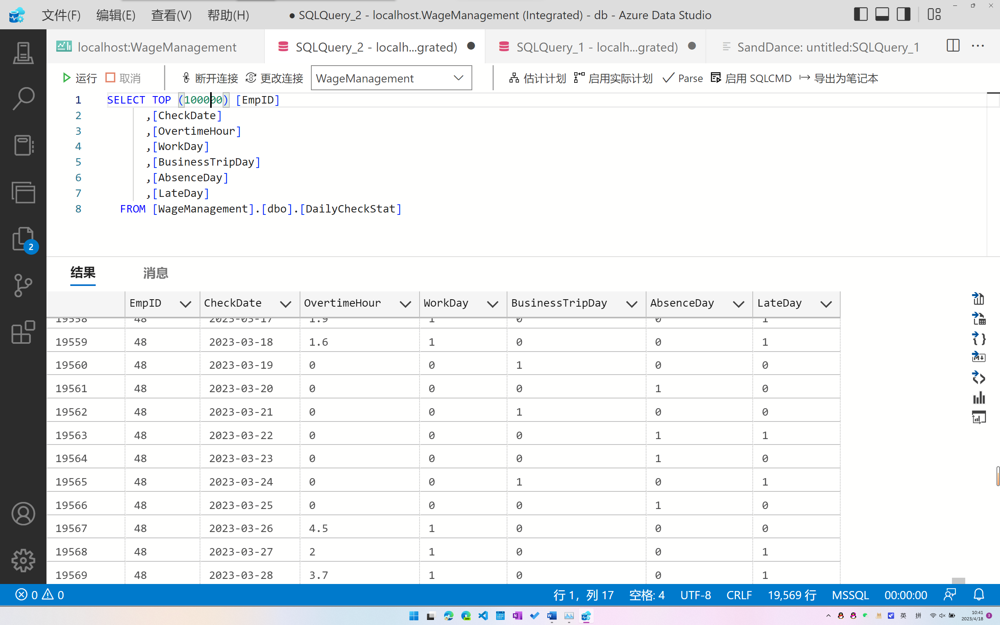 文件(F) 编辑(E) 查看(V) 帮助(H) ● SQLQuery_2 - localhost.WageManagement (Integrated) - db - Azure Data Studio
localhost:WageManagement SQLQuery_2 - localh...grated) SQLQuery_1 - localh...grated) SandDance: untitled:SQLQuery_1
运行 取消 断开连接 更改连接 WageManagement 估计计划 启用实际计划 Parse 启用 SQLCMD 导出为笔记本
1 SELECT TOP (100000) [EmpID]
2 ,[CheckDate]
3 ,[OvertimeHour]
4 ,[WorkDay]
5 ,[BusinessTripDay]
6 ,[AbsenceDay]
7 ,[LateDay]
8 FROM [WageManagement].[dbo].[DailyCheckStat]
2
结果 消息
EmpID CheckDate OvertimeHour WorkDay BusinessTripDay AbsenceDay LateDay
19558 48 2023-03-17 1.9 1 0 0 1
19559 48 2023-03-18 1.6 1 0 0 1
19560 48 2023-03-19 0 0 1 0 0
19561 48 2023-03-20 0 0 0 1 0
19562 48 2023-03-21 0 0 1 0 0
19563 48 2023-03-22 0 0 0 1 1
19564 48 2023-03-23 0 0 0 1 0
19565 48 2023-03-24 0 0 1 0 1
19566 48 2023-03-25 0 0 0 1 0
19567 48 2023-03-26 4.5 1 0 0 0
19568 48 2023-03-27 2 1 0 0 1
19569 48 2023-03-28 3.7 1 0 0 1
0 0 行 1，列 17 空格: 4 UTF-8 CRLF 19,569 行 MSSQL 00:00:00
英 拼 10:41
2023/4/18 3